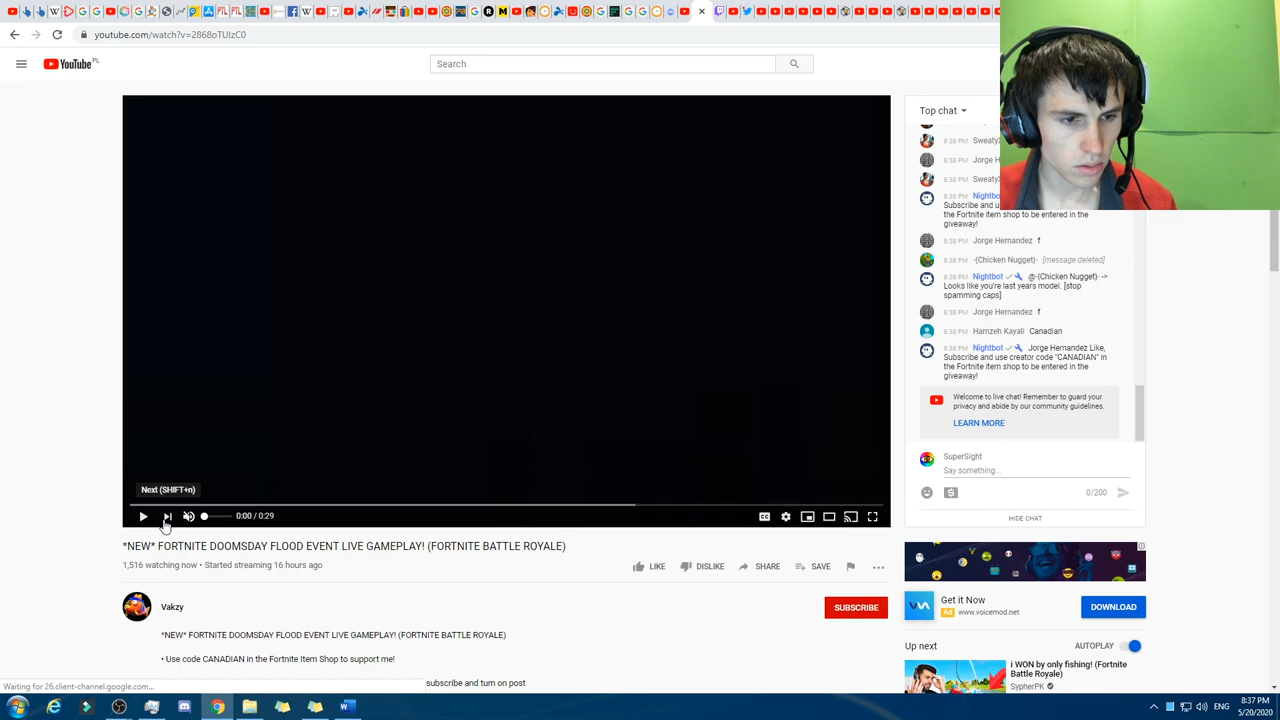 youtube.com/watch?v=2868oTUIzC0
YouTube PL
Search
Top chat
8:38 PM Sweaty
8:38 PM Jorge H
8:38 PM Sweaty
8:38 PM Nightbot
Subscribe and u
the Fortnite item shop to be entered in the
giveaway!
8:38 PM Jorge Hernandez f
8:38 PM -{Chicken Nugget}- [message deleted]
8:38 PM Nightbot @-{Chicken Nugget}- ->
Looks like you're last years model. [stop
spamming caps]
8:38 PM Jorge Hernandez f
8:38 PM Hamzeh Kayali Canadian
8:38 PM Nightbot Jorge Hernandez Like,
Subscribe and use creator code "CANADIAN" in
the Fortnite item shop to be entered in the
giveaway!
Welcome to live chat! Remember to guard your
privacy and abide by our community guidelines.
LEARN MORE
SuperSight
Say something...
0/200
HIDE CHAT
Next (SHIFT+n)
0:00 / 0:29
*NEW* FORTNITE DOOMSDAY FLOOD EVENT LIVE GAMEPLAY! (FORTNITE BATTLE ROYALE)
1,516 watching now • Started streaming 16 hours ago
LIKE DISLIKE SHARE SAVE
Vakzy
SUBSCRIBE
*NEW* FORTNITE DOOMSDAY FLOOD EVENT LIVE GAMEPLAY! (FORTNITE BATTLE ROYALE)
• Use code CANADIAN in the Fortnite Item Shop to support me!
subscribe and turn on post
Get it Now
Ad www.voicemod.net
DOWNLOAD
Up next
AUTOPLAY
i WON by only fishing! (Fortnite
Battle Royale)
SypherPK
Waiting for 26.client-channel.google.com...
ENG
8:37 PM
5/20/2020